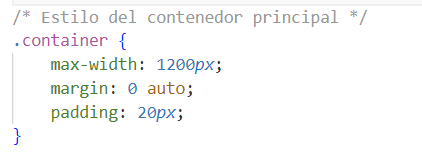 /* Estilo del contenedor principal */
.container {
    max-width: 1200px;
    margin: 0 auto;
    padding: 20px;
}